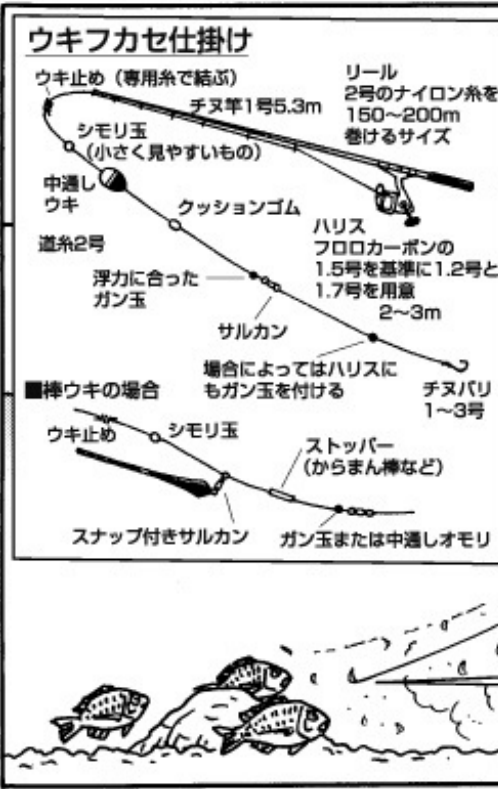 ウキフカセ仕掛け
ウキ止め（専用糸で結ぶ）
チヌ竿1号5.3m
リール
2号のナイロン糸を
150〜200m
巻けるサイズ
シモリ玉
（小さく見やすいもの）
中通し
ウキ
クッションゴム
道糸2号
ハリス
フロロカーボンの
1.5号を基準に1.2号と
1.7号を用意
2〜3m
浮力に合った
ガン玉
サルカン
場合によってはハリスに
もガン玉を付ける
チヌバリ
1〜3号
■棒ウキの場合
ウキ止め
シモリ玉
ストッパー
（からまん棒など）
スナップ付きサルカン
ガン玉または中通しオモリ